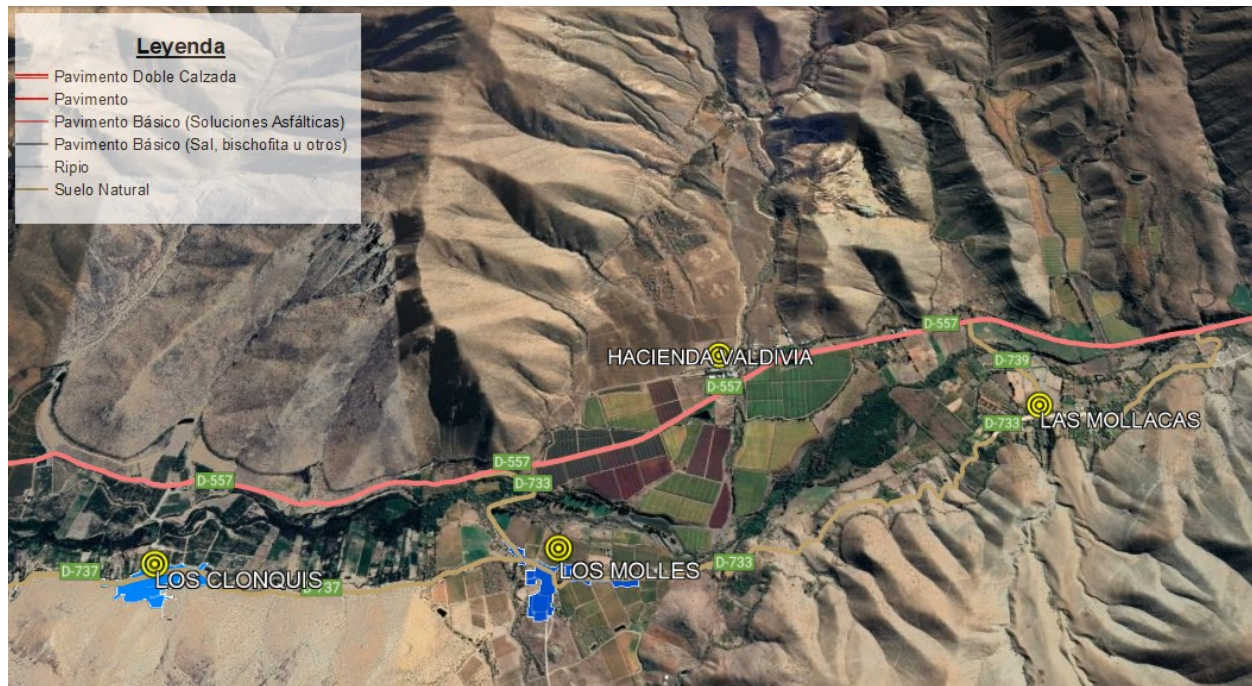 Leyenda
Pavimento Doble Calzada
Pavimento
Pavimento Básico (Soluciones Asfálticas)
Pavimento Básico (Sal, bischofita u otros)
Ripio
Suelo Natural
D-557
HACIENDA VALDIVIA
D-739
D-557
D-733
LAS MOLLACAS
D-557
D-557
D-733
LOS MOLLES
D-733
D-737
LOS CLONQUIS
D-737